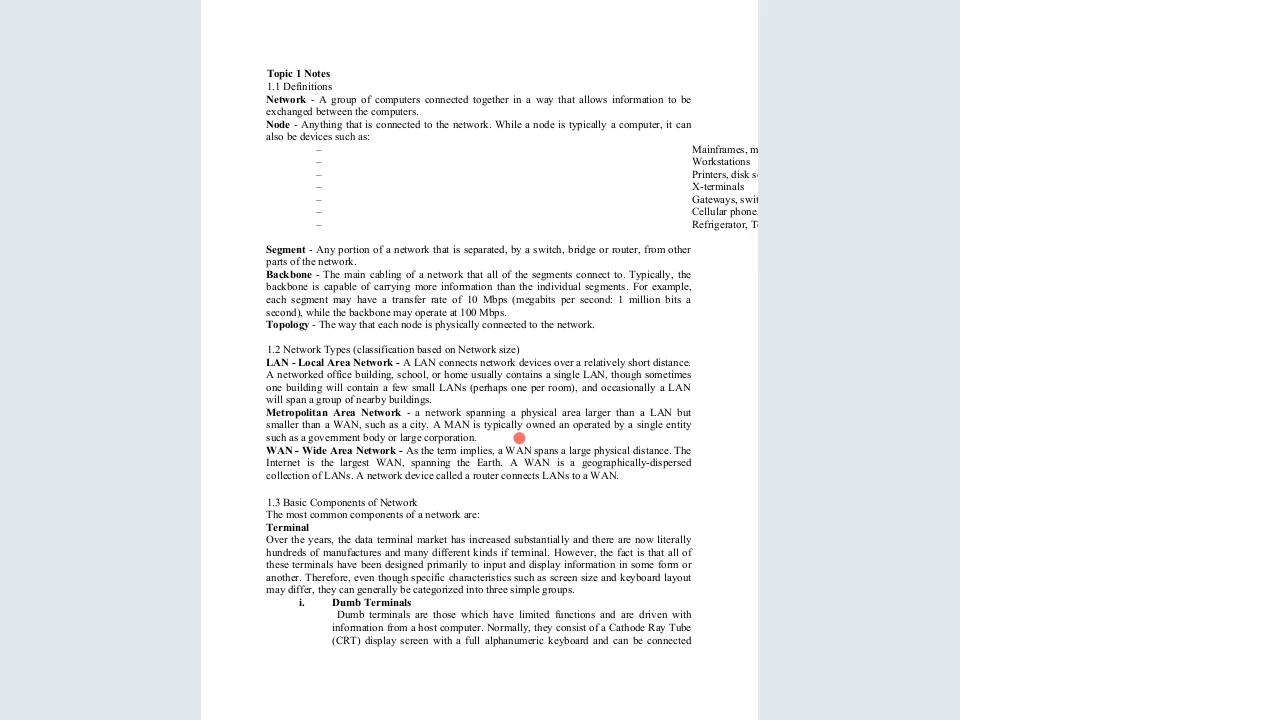 Topic 1 Notes
1.1 Definitions
Network - A group of computers connected together in a way that allows information to be
exchanged between the computers.
Node - Anything that is connected to the network. While a node is typically a computer, it can
also be devices such as:
– Mainframes, m
– Workstations
– Printers, disk
– X-terminals
– Gateways,
– Cellular phone
– Refrigerator,
Segment - Any portion of a network that is separated, by a switch, bridge or router, from other
parts of the network.
Backbone - The main cabling of a network that all of the segments connect to. Typically, the
backbone is capable of carrying more information than the individual segments. For example,
each segment may have a transfer rate of 10 Mbps (megabits per second: 1 million bits a
second), while the backbone may operate at 100 Mbps.
Topology - The way that each node is physically connected to the network.
1.2 Network Types (classification based on Network size)
LAN - Local Area Network - A LAN connects network devices over a relatively short distance.
A networked office building, school, or home usually contains a single LAN, though sometimes
one building will contain a few small LANs (perhaps one per room), and occasionally a LAN
will span a group of nearby buildings.
Metropolitan Area Network - a network spanning a physical area larger than a LAN but
smaller than a WAN, such as a city. A MAN is typically owned an operated by a single entity
such as a government body or large corporation.
WAN - Wide Area Network - As the term implies, a WAN spans a large physical distance. The
Internet is the largest WAN, spanning the Earth. A WAN is a geographically-dispersed
collection of LANs. A network device called a router connects LANs to a WAN.
1.3 Basic Components of Network
The most common components of a network are:
Terminal
Over the years, the data terminal market has increased substantially and there are now literally
hundreds of manufactures and many different kinds if terminal. However, the fact is that all of
these terminals have been designed primarily to input and display information in some form or
another. Therefore, even though specific characteristics such as screen size and keyboard layout
may differ, they can generally be categorized into three simple groups.
i. Dumb Terminals
Dumb terminals are those which have limited functions and are driven with
information from a host computer. Normally, they consist of a Cathode Ray Tube
(CRT) display screen with a full alphanumeric keyboard and can be connected